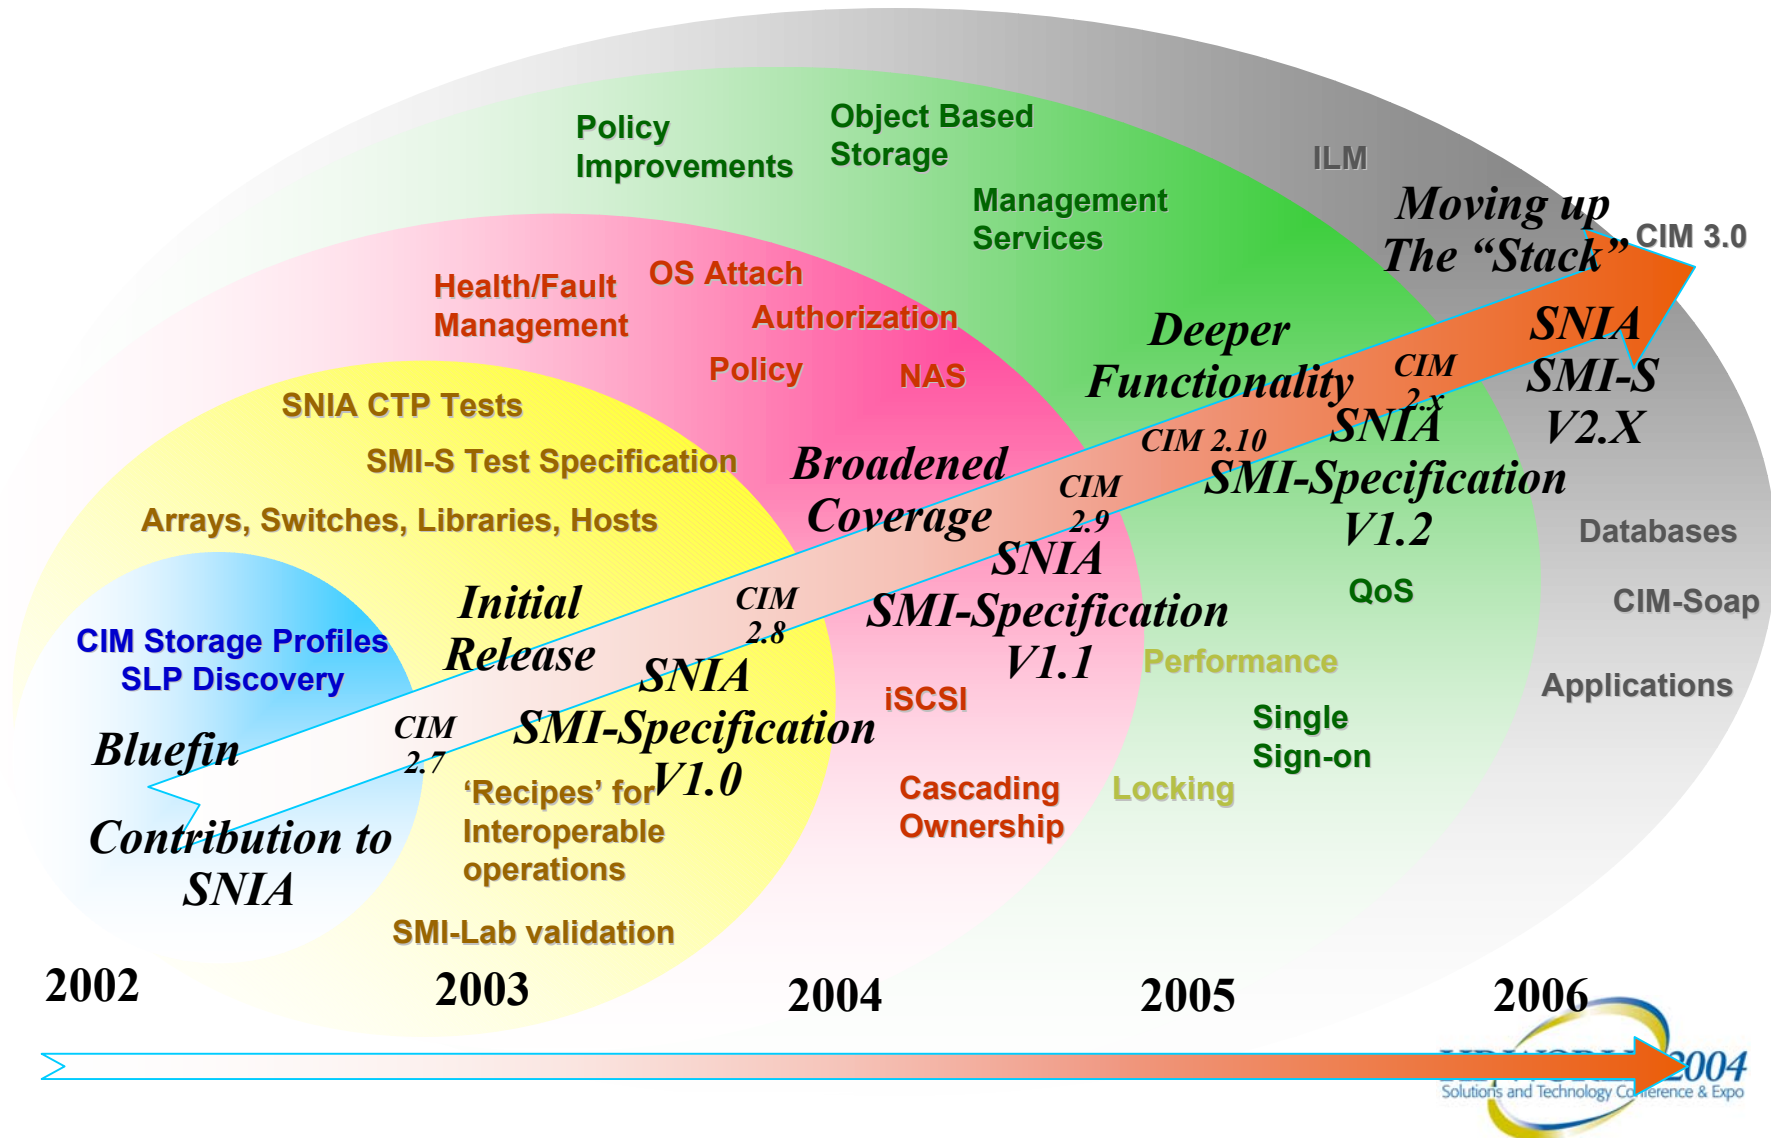 Policy
Improvements
Object Based
Storage
Management
Services
ILM
Moving up
The “Stack”
CIM 3.0
Health/Fault
Management
OS Attach
Authorization
Policy
NAS
Deeper
Functionality
CIM
2.x
SNIA
SMI-S
V2.X
SNIA CTP Tests
SMI-S Test Specification
Arrays, Switches, Libraries, Hosts
Broadened
Coverage
CIM
2.9
CIM 2.10
SNIA
SMI-Specification
V1.2
Databases
QoS
CIM-Soap
Applications
CIM Storage Profiles
SLP Discovery
Initial
Release
CIM
2.8
SNIA
SMI-Specification
V1.1
Performance
iSCSI
Single
Sign-on
Bluefin
CIM
2.7
SNIA
SMI-Specification
V1.0
Cascading
Ownership
Locking
Contribution to
SNIA
‘Recipes’ for
Interoperable
operations
SMI-Lab validation
2002
2003
2004
2005
2006
2004
Solutions and Technology Conference & Expo